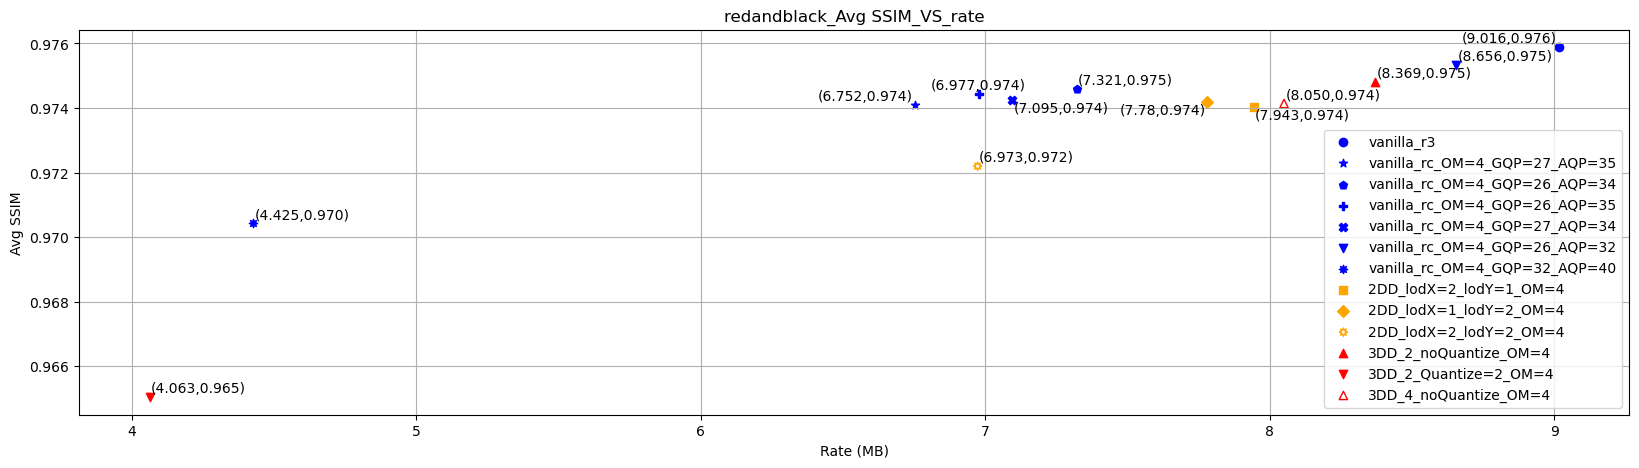 redandblack_Avg SSIM_VS_rate
0.976
0.974
0.972
0.970
0.968
0.966
Avg SSIM
(9.016,0.976)
(8.656,0.975)
(8.369,0.975)
(7.321,0.975)
(6.977,0.974)
(6.752,0.974)
(8.050,0.974)
(7.095,0.974)
(7.78,0.974)
(7.943,0.974)
(6.973,0.972)
(4.425,0.970)
(4.063,0.965)
vanilla_r3
vanilla_rc_OM=4_GQP=27_AQP=35
vanilla_rc_OM=4_GQP=26_AQP=34
vanilla_rc_OM=4_GQP=26_AQP=35
vanilla_rc_OM=4_GQP=27_AQP=34
vanilla_rc_OM=4_GQP=26_AQP=32
vanilla_rc_OM=4_GQP=32_AQP=40
2DD_lodX=2_lodY=1_OM=4
2DD_lodX=1_lodY=2_OM=4
2DD_lodX=2_lodY=2_OM=4
3DD_2_noQuantize_OM=4
3DD_2_Quantize=2_OM=4
3DD_4_noQuantize_OM=4
4 5 6 7 8 9
Rate (MB)